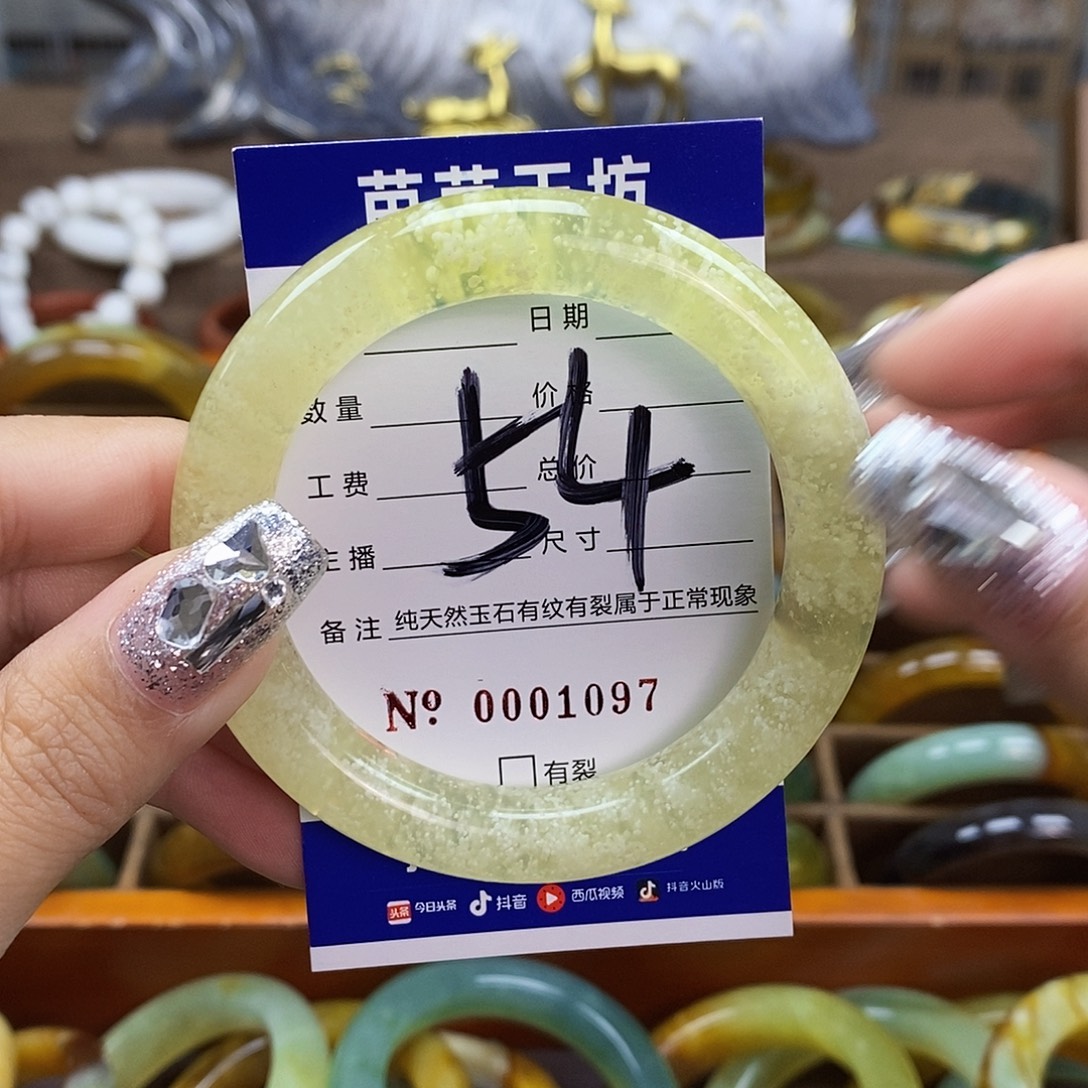 日期
数量 价格
工费 总价
主播 尺寸
54
备注 纯天然玉石有纹有裂属于正常现象
Nº 0001097
有裂
头条 今日头条 抖音 西瓜视频 抖音火山版